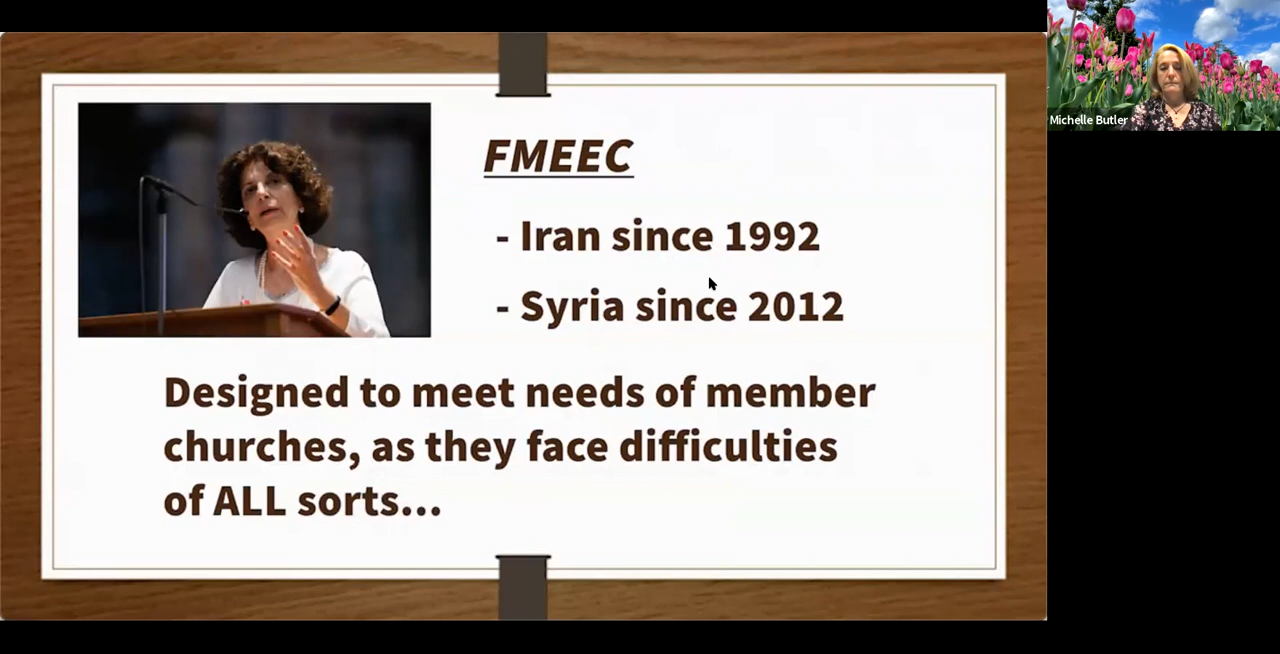 FMEEC
- Iran since 1992
- Syria since 2012
Designed to meet needs of member
churches, as they face difficulties
of ALL sorts...
Michelle Butler